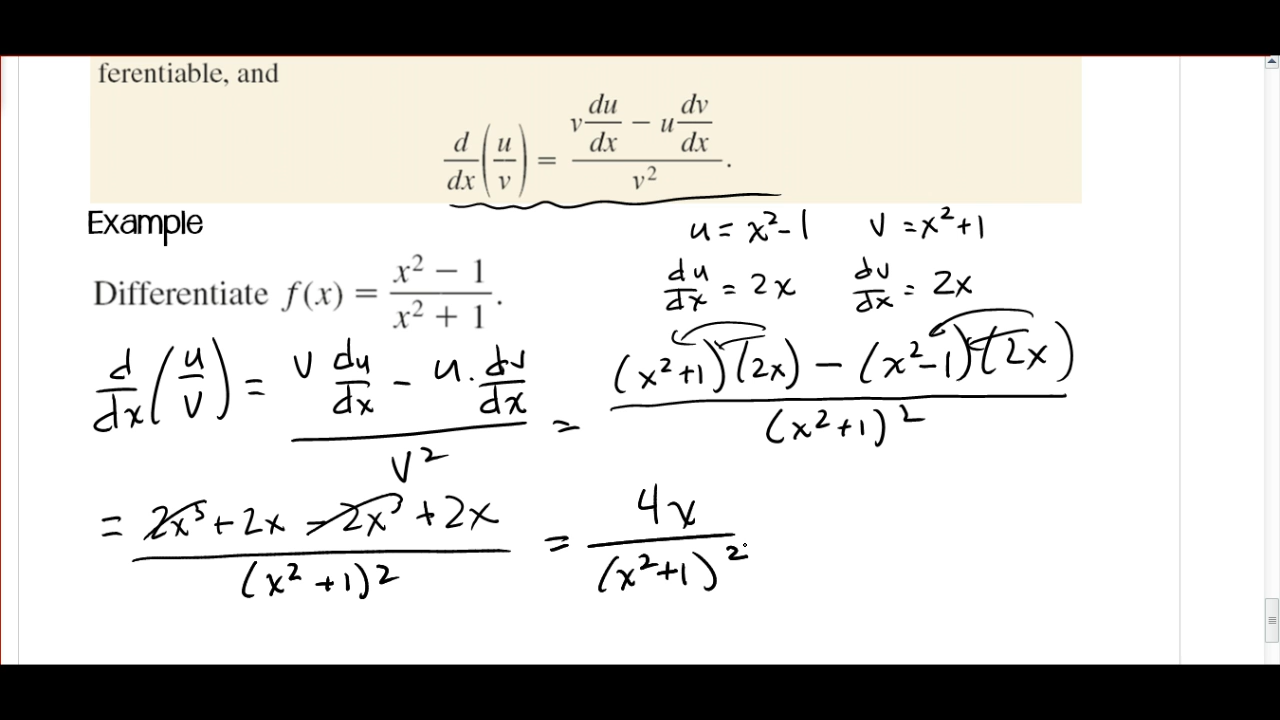 ferentiable, and
d/dx (u/v) = (v du/dx − u dv/dx) / v².
Example
u = x²-1 v = x²+1
Differentiate f(x) = (x² − 1)/(x² + 1).
du/dx = 2x dv/dx = 2x
d/dx (u/v) = (v du/dx - u. dv/dx) / v² = ((x²+1)(2x) − (x²-1)(2x)) / (x²+1)²
= (2x³ + 2x - 2x³ + 2x) / (x²+1)² = 4x / (x²+1)²